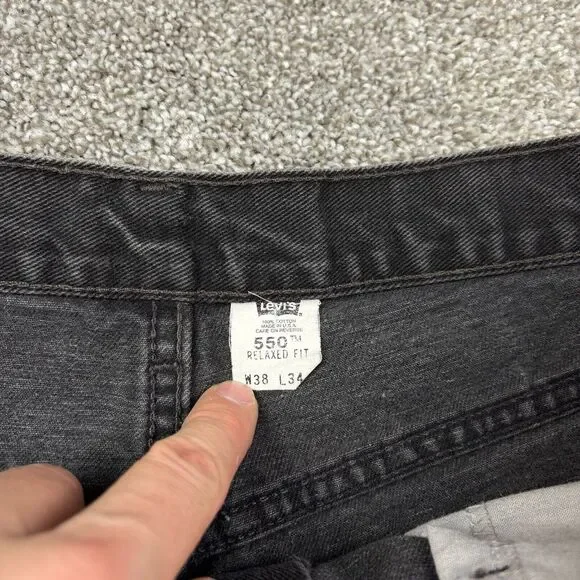 Levi's
100% COTTON
MADE IN U.S.A.
CARE ON REVERSE
550™
RELAXED FIT
W38 L34